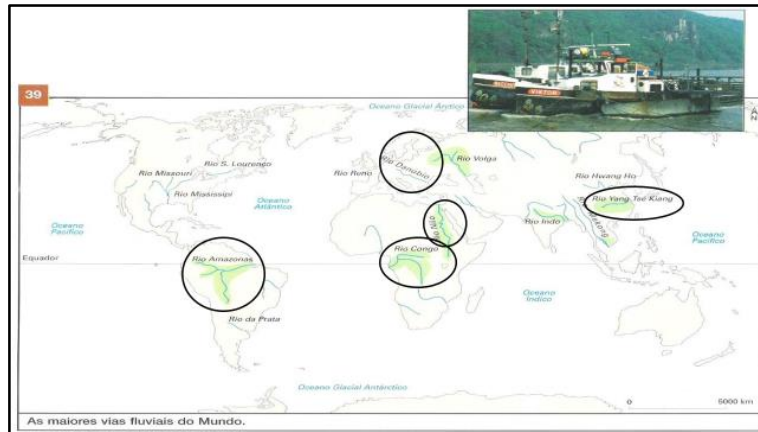 39
Oceano Glacial Ártico
Rio S. Lourenço
Rio Missouri
Rio Mississipi
Oceano
Atlântico
Oceano
Pacífico
Rio Reno
Rio Danúbio
Rio Volga
Rio Hwang Ho
Rio Yang Tsé Kiang
Rio Nilo
Rio Indo
Oceano
Pacífico
Equador
Rio Amazonas
Rio Congo
Oceano
Índico
Rio da Prata
Oceano Glacial Antárctico
0
5000 km
As maiores vias fluviais do Mundo.